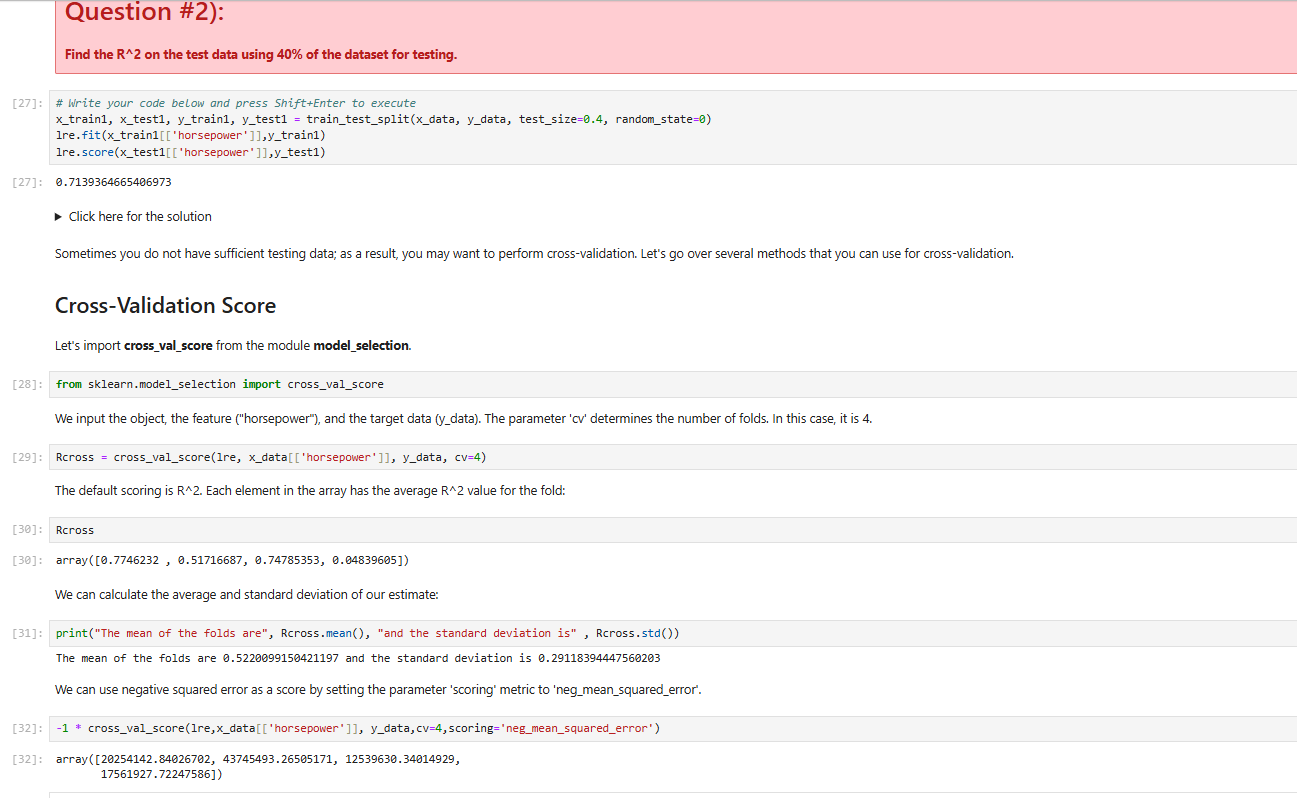 Question #2):
Find the R^2 on the test data using 40% of the dataset for testing.
[27]: # Write your code below and press Shift+Enter to execute
x_train1, x_test1, y_train1, y_test1 = train_test_split(x_data, y_data, test_size=0.4, random_state=0)
lre.fit(x_train1[['horsepower']],y_train1)
lre.score(x_test1[['horsepower']],y_test1)
[27]: 0.7139364665406973
▶ Click here for the solution
Sometimes you do not have sufficient testing data; as a result, you may want to perform cross-validation. Let's go over several methods that you can use for cross-validation.
Cross-Validation Score
Let's import cross_val_score from the module model_selection.
[28]: from sklearn.model_selection import cross_val_score
We input the object, the feature ("horsepower"), and the target data (y_data). The parameter 'cv' determines the number of folds. In this case, it is 4.
[29]: Rcross = cross_val_score(lre, x_data[['horsepower']], y_data, cv=4)
The default scoring is R^2. Each element in the array has the average R^2 value for the fold:
[30]: Rcross
[30]: array([0.7746232 , 0.51716687, 0.74785353, 0.04839605])
We can calculate the average and standard deviation of our estimate:
[31]: print("The mean of the folds are", Rcross.mean(), "and the standard deviation is" , Rcross.std())
The mean of the folds are 0.5220099150421197 and the standard deviation is 0.29118394447560203
We can use negative squared error as a score by setting the parameter 'scoring' metric to 'neg_mean_squared_error'.
[32]: -1 * cross_val_score(lre,x_data[['horsepower']], y_data,cv=4,scoring='neg_mean_squared_error')
[32]: array([20254142.84026702, 43745493.26505171, 12539630.34014929,
17561927.72247586])